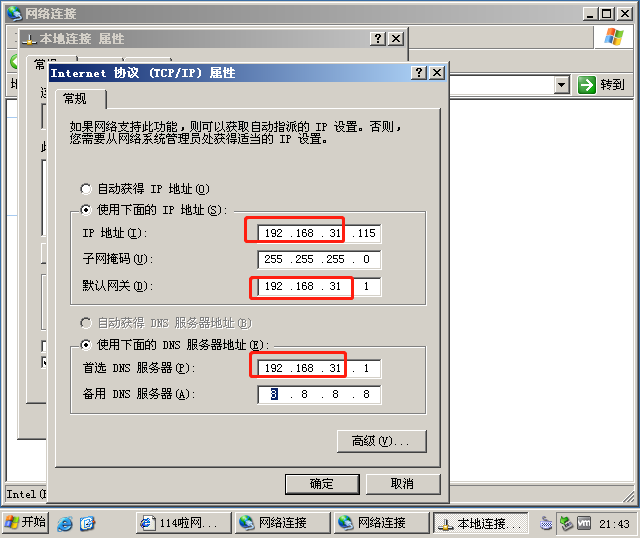 网络连接
本地连接 属性
常规
Internet 协议 (TCP/IP) 属性
常规
转到
如果网络支持此功能，则可以获取自动指派的 IP 设置。否则，
您需要从网络系统管理员处获得适当的 IP 设置。
自动获得 IP 地址(O)
使用下面的 IP 地址(S):
IP 地址(I): 192 .168 . 31 .115
子网掩码(U): 255 .255 .255 . 0
默认网关(D): 192 .168 . 31 . 1
自动获得 DNS 服务器地址(B)
使用下面的 DNS 服务器地址(E):
首选 DNS 服务器(P): 192 .168 . 31 . 1
备用 DNS 服务器(A): 8 . 8 . 8 . 8
高级(V)...
确定 取消
Intel(R
开始 114啦网... 网络连接 网络连接 本地连接... 21:43